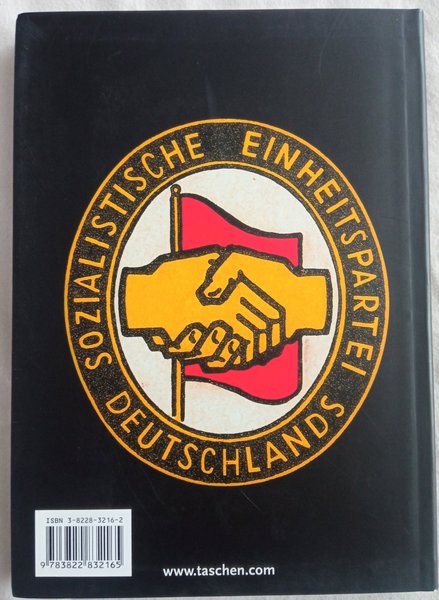 SOZIALISTISCHE EINHEITSPARTEI
DEUTSCHLANDS
ISBN 3-8228-3216-2
9 783822 832165
www.taschen.com